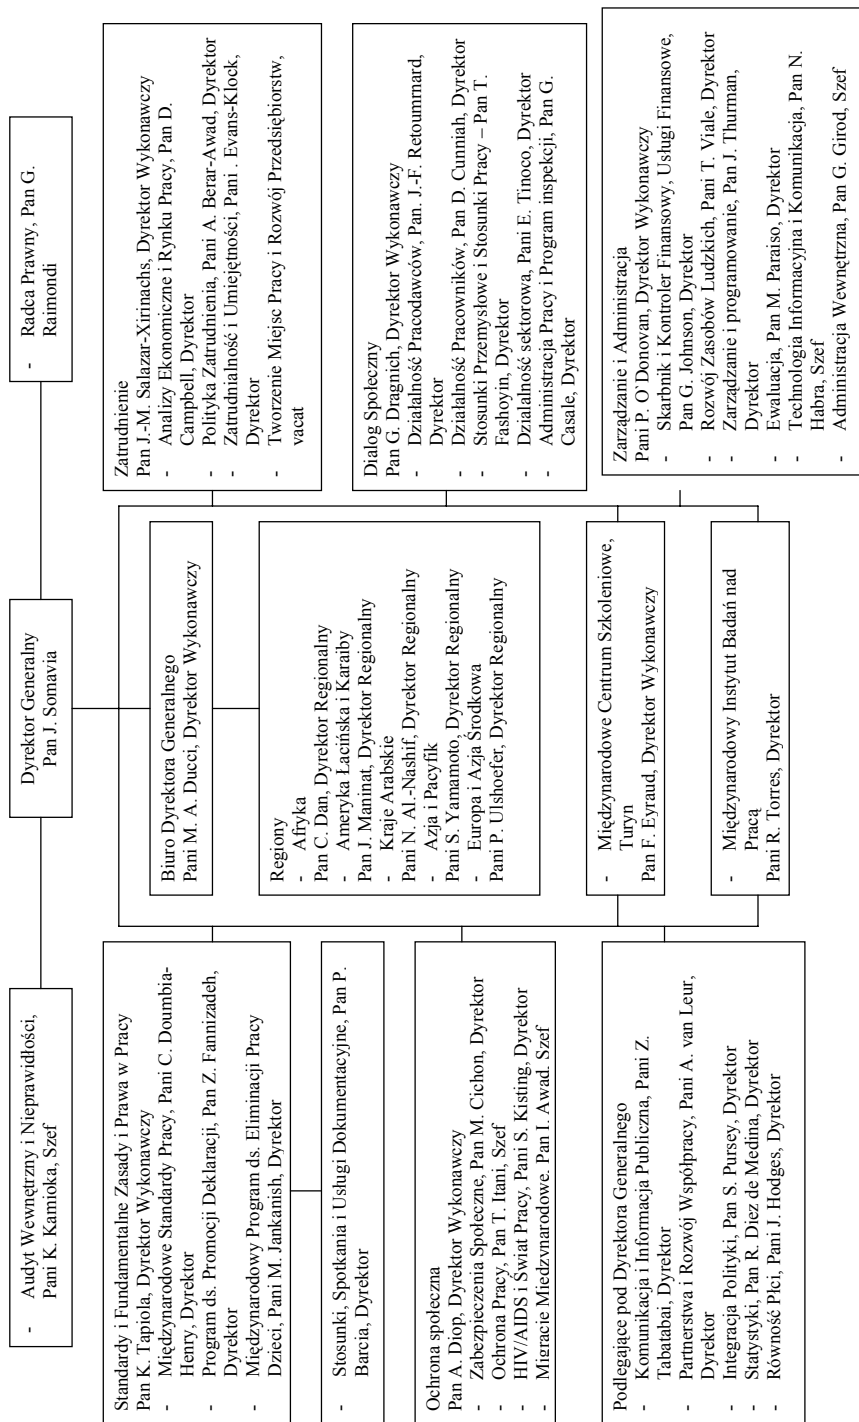 - Audyt Wewnętrzny i Nieprawidłości,
Pani K. Kamioka, Szef
Dyrektor Generalny
Pan J. Somavia
- Radca Prawny, Pan G.
Raimondi
Standardy i Fundamentalne Zasady i Prawa w Pracy
Pan K. Tapiola, Dyrektor Wykonawczy
- Międzynarodowe Standardy Pracy, Pani C. Doumbia-
Henry, Dyrektor
- Program ds. Promocji Deklaracji, Pan Z. Fannizadeh,
Dyrektor
- Międzynarodowy Program ds. Eliminacji Pracy
Dzieci, Pani M. Jankanish, Dyrektor
- Stosunki, Spotkania i Usługi Dokumentacyjne, Pan P.
Barcia, Dyrektor
Ochrona społeczna
Pan A. Diop, Dyrektor Wykonawczy
- Zabezpieczenia Społeczne, Pan M. Cichon, Dyrektor
- Ochrona Pracy, Pan T. Itani, Szef
- HIV/AIDS i Świat Pracy, Pani S. Kisting, Dyrektor
- Migracje Międzynarodowe. Pan I. Awad. Szef
Podlegające pod Dyrektora Generalnego
- Komunikacja i Informacja Publiczna, Pani Z.
Tabatabai, Dyrektor
- Partnerstwa i Rozwój Współpracy, Pani A. van Leur,
Dyrektor
- Integracja Polityki, Pan S. Pursey, Dyrektor
- Statystyki, Pan R. Diez de Medina, Dyrektor
- Równość Płci, Pani J. Hodges, Dyrektor
Biuro Dyrektora Generalnego
Pani M. A. Ducci, Dyrektor Wykonawczy
Regiony
- Afryka
Pan C. Dan, Dyrektor Regionalny
- Ameryka Łacińska i Karaiby
Pan J. Maninat, Dyrektor Regionalny
- Kraje Arabskie
Pani N. Al.-Nashif, Dyrektor Regionalny
- Azja i Pacyfik
Pani S. Yamamoto, Dyrektor Regionalny
- Europa i Azja Środkowa
Pani P. Ulshoefer, Dyrektor Regionalny
- Międzynarodowe Centrum Szkoleniowe,
Turyn
Pan F. Eyraud, Dyrektor Wykonawczy
- Międzynarodowy Instytut Badań nad
Pracą
Pani R. Torres, Dyrektor
Zatrudnienie
Pan J.-M. Salazar-Xirinachs, Dyrektor Wykonawczy
- Analizy Ekonomiczne i Rynku Pracy, Pan D.
Campbell, Dyrektor
- Polityka Zatrudnienia, Pani A. Berar-Awad, Dyrektor
- Zatrudnialność i Umiejętności, Pani . Evans-Klock,
Dyrektor
- Tworzenie Miejsc Pracy i Rozwój Przedsiębiorstw,
vacat
Dialog Społeczny
Pan G. Dragnich, Dyrektor Wykonawczy
- Działalność Pracodawców, Pan. J.-F. Retoumrnard,
Dyrektor
- Działalność Pracowników, Pan D. Cunniah, Dyrektor
- Stosunki Przemysłowe i Stosunki Pracy – Pan T.
Fashoyin, Dyrektor
- Działalność sektorowa, Pani E. Tinoco, Dyrektor
- Administracja Pracy i Program inspekcji, Pan G.
Casale, Dyrektor
Zarządzanie i Administracja
Pani P. O'Donovan, Dyrektor Wykonawczy
- Skarbnik i Kontroler Finansowy, Usługi Finansowe,
Pan G. Johnson, Dyrektor
- Rozwój Zasobów Ludzkich, Pani T. Viale, Dyrektor
- Zarządzanie i programowanie, Pan J. Thurman,
Dyrektor
- Ewaluacja, Pan M. Paraiso, Dyrektor
- Technologia Informacyjna i Komunikacja, Pan N.
Habra, Szef
- Administracja Wewnętrzna, Pan G. Girod, Szef